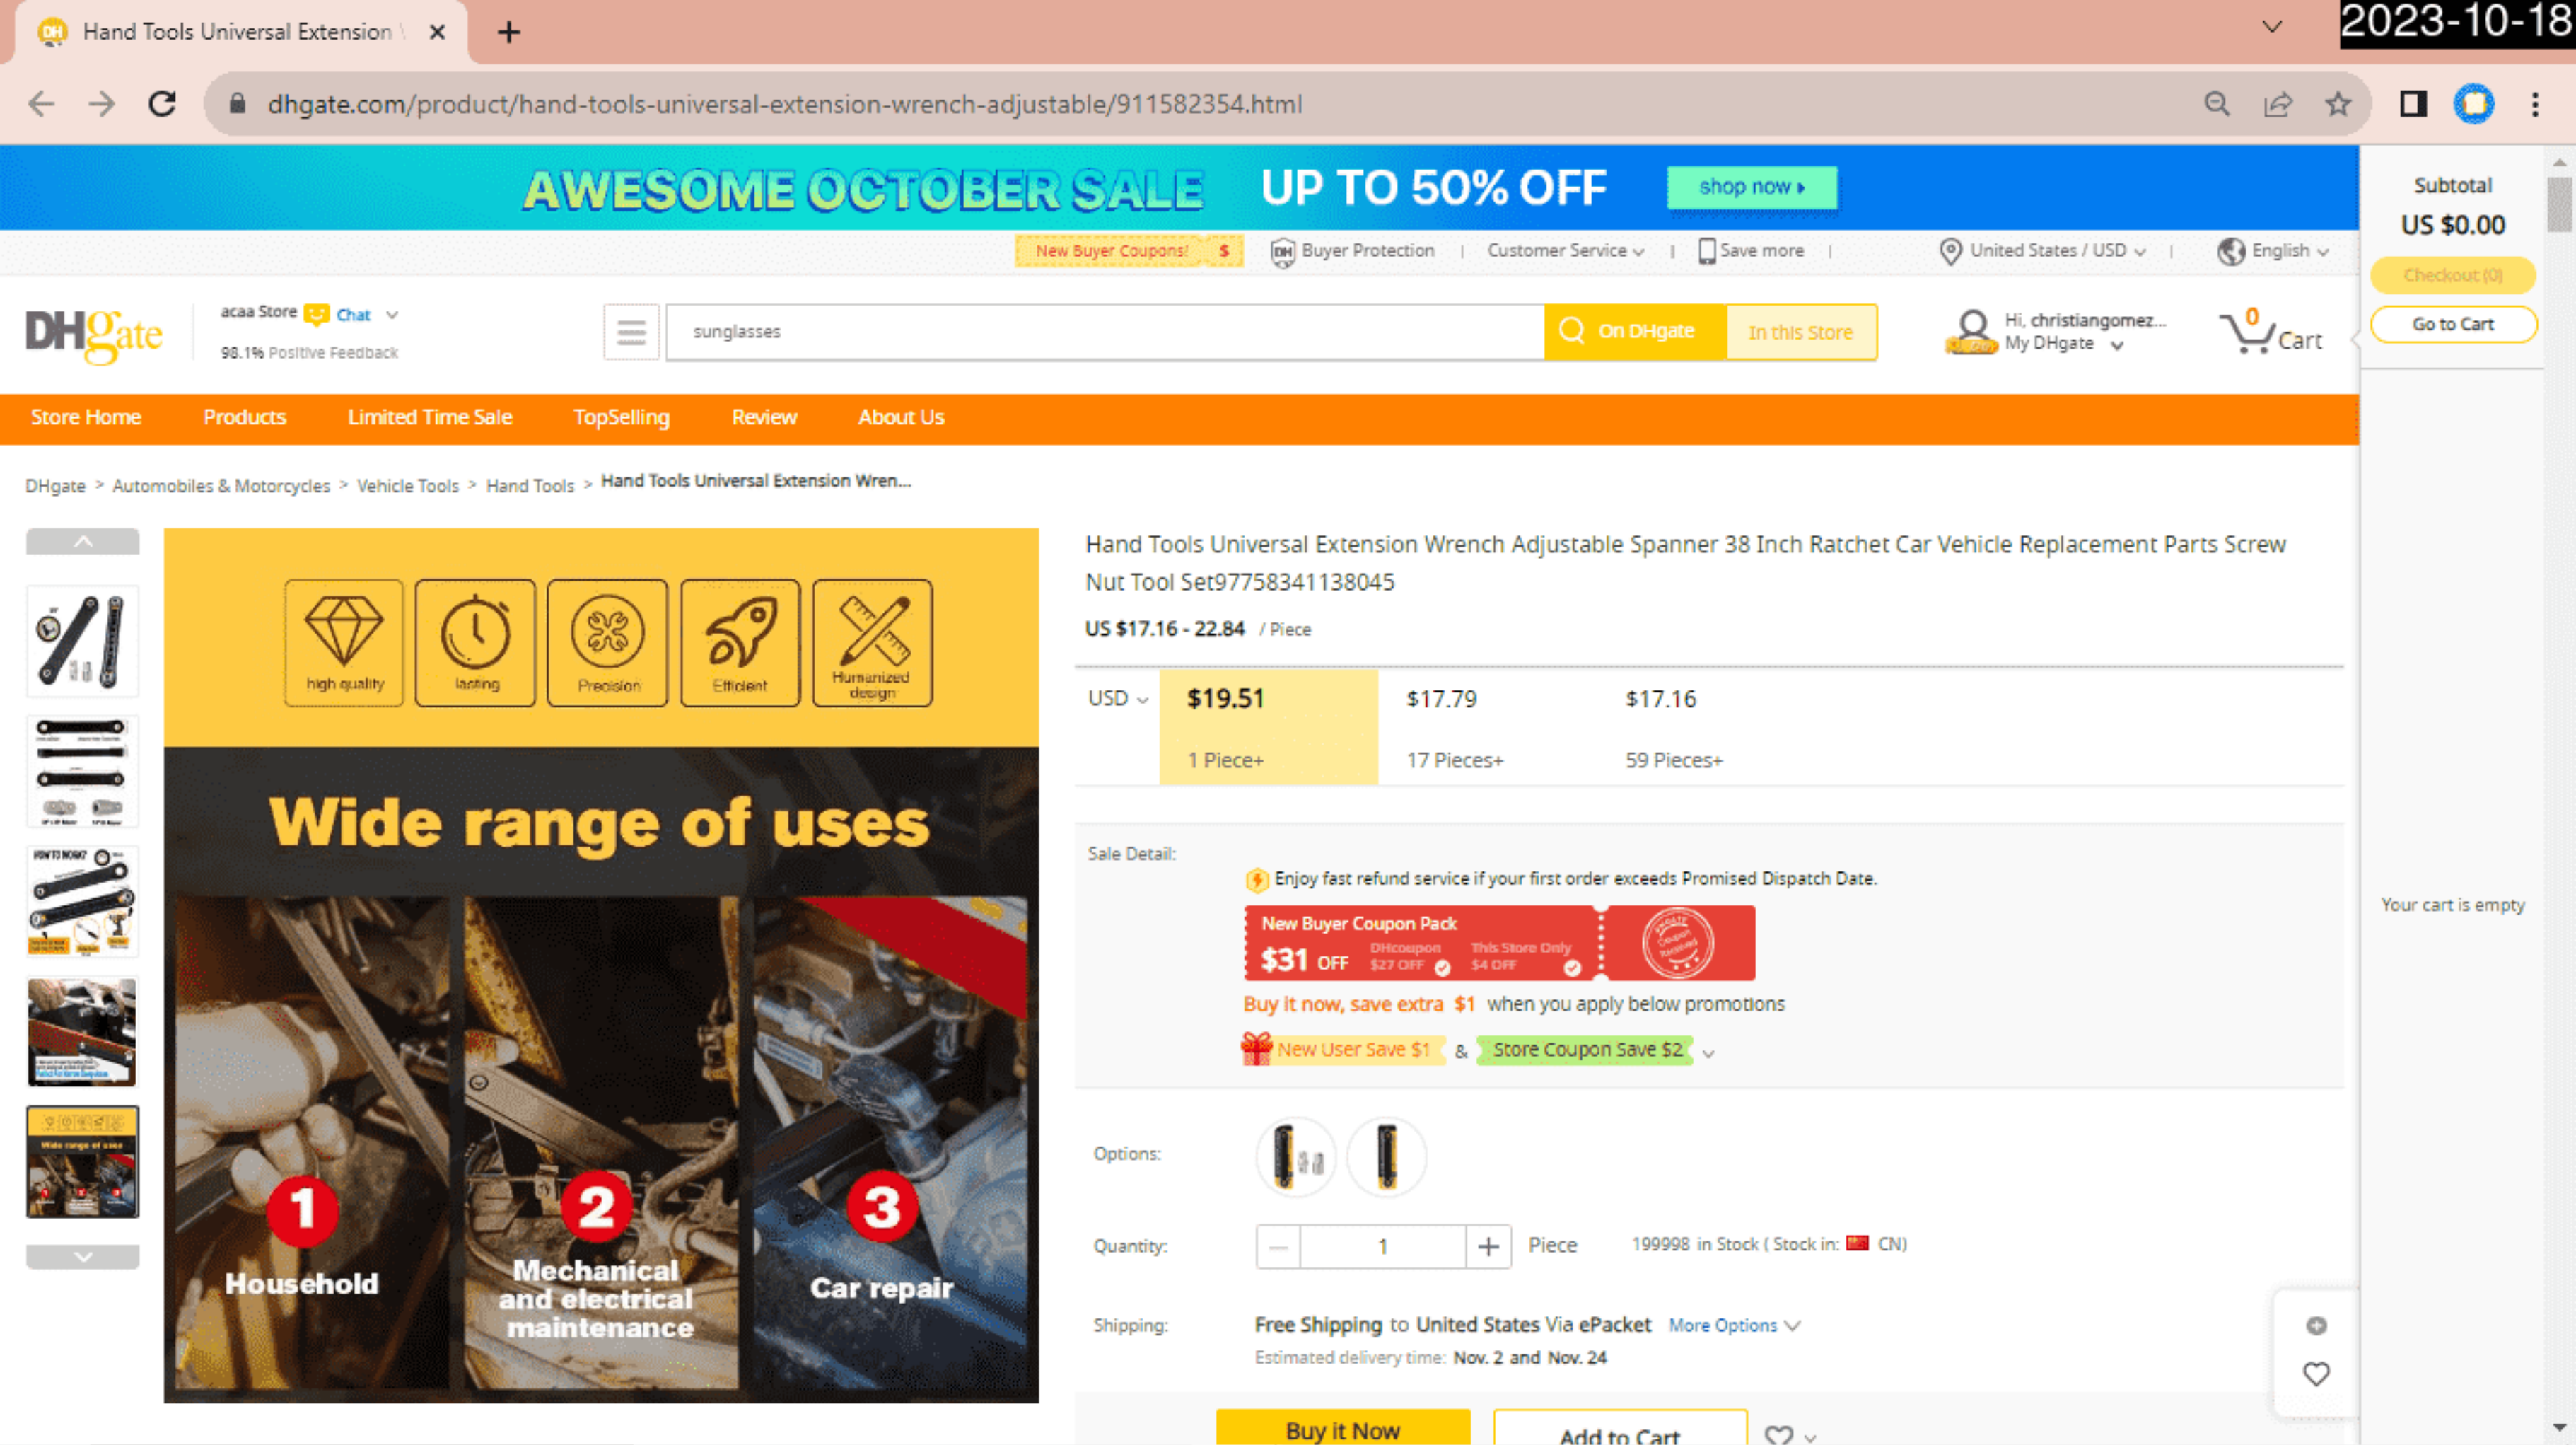 Hand Tools Universal Extension
2023-10-18
dhgate.com/product/hand-tools-universal-extension-wrench-adjustable/911582354.html
AWESOME OCTOBER SALE UP TO 50% OFF shop now
Subtotal
US $0.00
Checkout (0)
Go to Cart
New Buyer Coupons! $
DH Buyer Protection | Customer Service | Save more | United States / USD | English
DHgate
acaa Store Chat
98.1% Positive Feedback
sunglasses
On DHgate
In this Store
Hi, christiangomez...
My DHgate
0
Cart
Store Home Products Limited Time Sale TopSelling Review About Us
DHgate > Automobiles & Motorcycles > Vehicle Tools > Hand Tools > Hand Tools Universal Extension Wren...
high quality
lasting
Precision
Efficient
Humanized
design
Wide range of uses
1
Household
2
Mechanical
and electrical
maintenance
3
Car repair
HOW TO WORK?
Wide range of uses
Hand Tools Universal Extension Wrench Adjustable Spanner 38 Inch Ratchet Car Vehicle Replacement Parts Screw
Nut Tool Set97758341138045
US $17.16 - 22.84 / Piece
USD $19.51 $17.79 $17.16
1 Piece+ 17 Pieces+ 59 Pieces+
Sale Detail:
Enjoy fast refund service if your first order exceeds Promised Dispatch Date.
New Buyer Coupon Pack
$31 OFF
DHcoupon
$27 OFF
This Store Only
$4 OFF
DHGATE
Coupon
Received
Buy it now, save extra $1 when you apply below promotions
New User Save $1 & Store Coupon Save $2
Options:
Quantity: 1 Piece 199998 in Stock ( Stock in: CN)
Shipping: Free Shipping to United States Via ePacket More Options
Estimated delivery time: Nov. 2 and Nov. 24
Buy it Now
Add to Cart
Your cart is empty